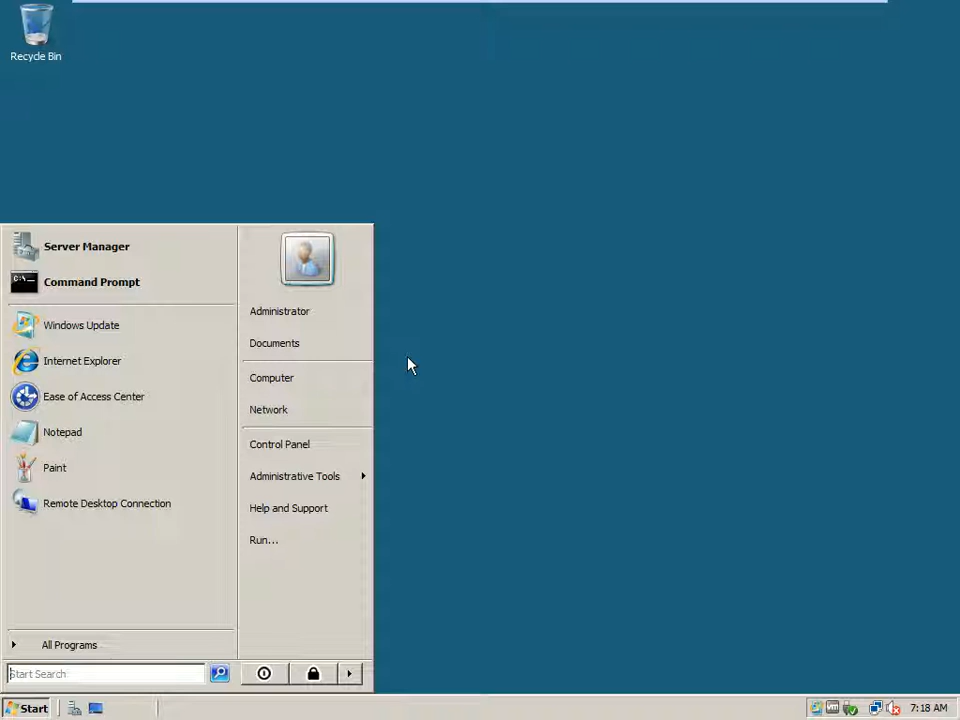 Recycle Bin
Server Manager
Command Prompt
Windows Update
Internet Explorer
Ease of Access Center
Notepad
Paint
Remote Desktop Connection
All Programs
Start Search
Administrator
Documents
Computer
Network
Control Panel
Administrative Tools
Help and Support
Run...
Start
7:18 AM